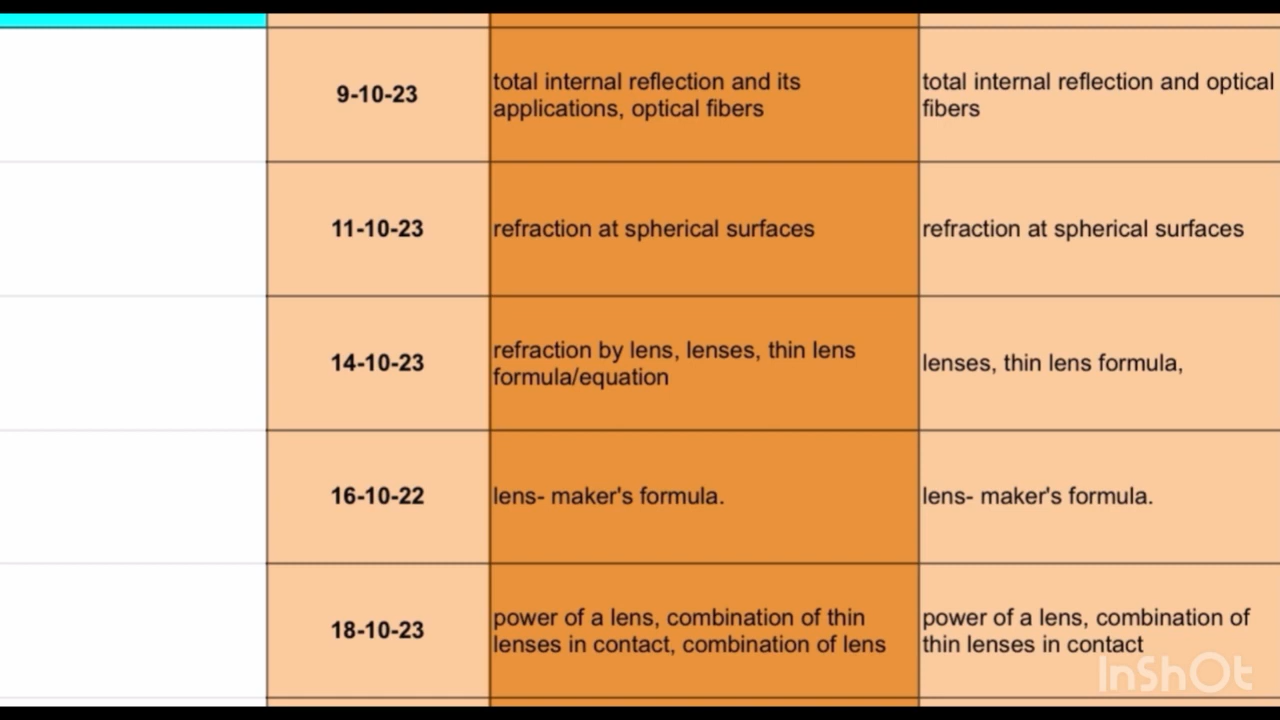 9-10-23
total internal reflection and its
applications, optical fibers
total internal reflection and optical
fibers
11-10-23
refraction at spherical surfaces
refraction at spherical surfaces
14-10-23
refraction by lens, lenses, thin lens
formula/equation
lenses, thin lens formula,
16-10-22
lens- maker's formula.
lens- maker's formula.
18-10-23
power of a lens, combination of thin
lenses in contact, combination of lens
power of a lens, combination of
thin lenses in contact
InShOt